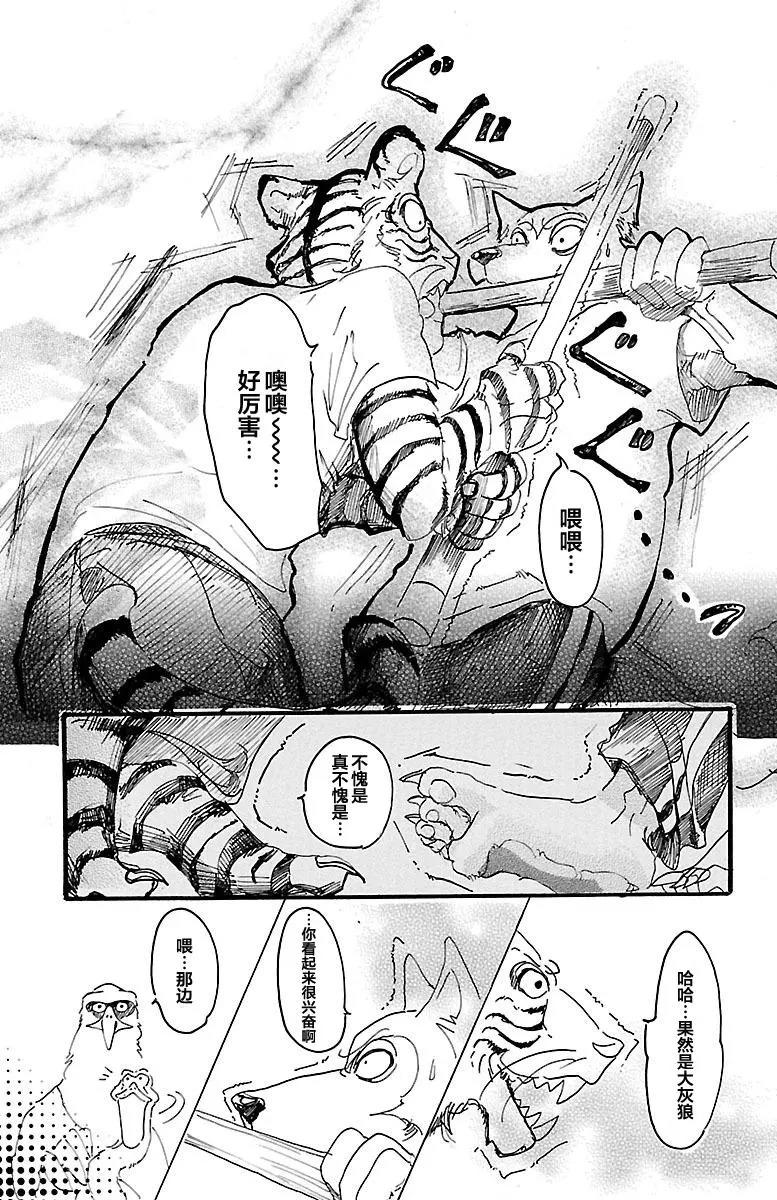 ぐぐ
喂喂…
ぐぐ…
噢噢～～…
好厉害…
不愧是
真不愧是…
哈哈…果然是大灰狼
…你看起来很兴奋啊
喂…那边